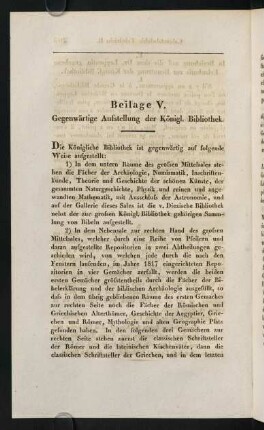 Beilage V.
Gegenwärtige Aufstellung der Königl. Bibliothek.
Die Königliche Bibliothek ist gegenwärtig auf folgende
Weise aufgestellt:
1) In dem untern Raume des großen Mittelsales ste-
hen die Fächer der Archäologie, Numismatik, Inschriften-
kunde, Theorie und Geschichte der schönen Künste, der
gesammten Naturgeschichte, Physik und reinen und ange-
wandten Mathematik, mit Ausschluß der Astronomie, und
auf der Gallerie dieses Sales ist die v. Diezische Bibliothek
nebst der zur großen Königl. Bibliothek gehörigen Samm-
lung von Bibeln aufgestellt.
2) In dem Nebensale zur rechten Hand des großen
Mittelsales, welcher durch eine Reihe von Pfeilern und
daran aufgestellte Repositorien in zwei Abtheilungen ge-
schieden wird, von welchen jede durch die nach den
Fenstern laufenden, im Jahre 1817 eingerichteten Repo-
sitorien in vier Gemächer zerfällt, werden die beiden
ersten Gemächer größtentheils durch die Fächer der Bi-
belerklärung und der biblischen Archäologie ausgefüllt, so
daß in dem übrig gebliebenen Raume des ersten Gemaches
zur rechten Seite noch die Fächer der Römischen und
Griechischen Alterthümer, Geschichte der Aegyptier, Grie-
chen und Römer, Mythologie und alten Geographie Platz
gefunden haben. In den folgenden drei Gemächern zur
rechten Seite stehen zuerst die classischen Schriftsteller
der Römer und die lateinischen Kirchenväter, dann die
classischen Schriftsteller der Griechen, und in dem letzten